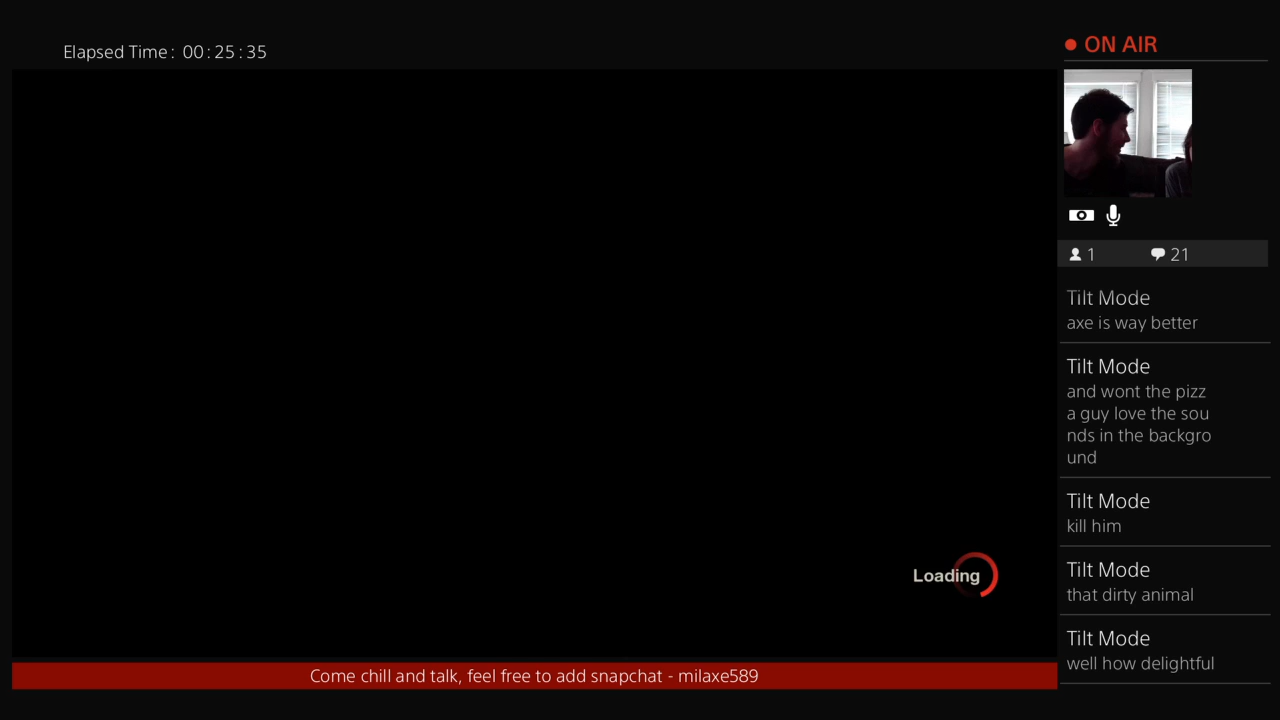 Elapsed Time: 00:25:35
ON AIR
1 21
Tilt Mode
axe is way better
Tilt Mode
and wont the pizz
a guy love the sou
nds in the backgro
und
Tilt Mode
kill him
Tilt Mode
that dirty animal
Tilt Mode
well how delightful
Loading
Come chill and talk, feel free to add snapchat - milaxe589